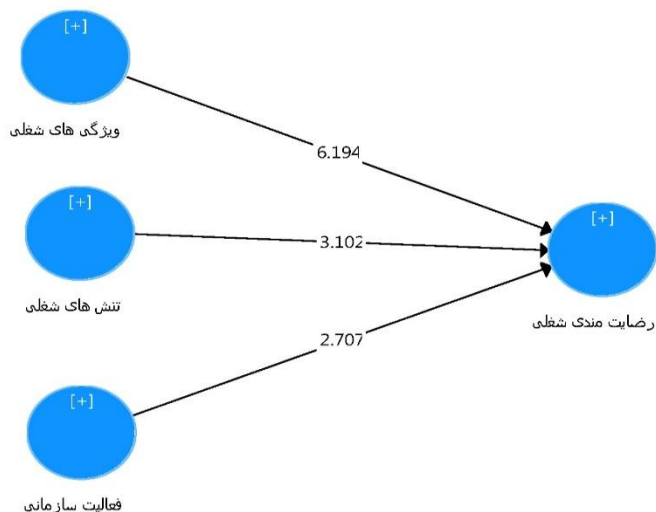 [+]
ویژگی های شغلی
6.194
[+]
تنش های شغلی
3.102
[+]
رضایت مندی شغلی
2.707
[+]
فعالیت سازمانی